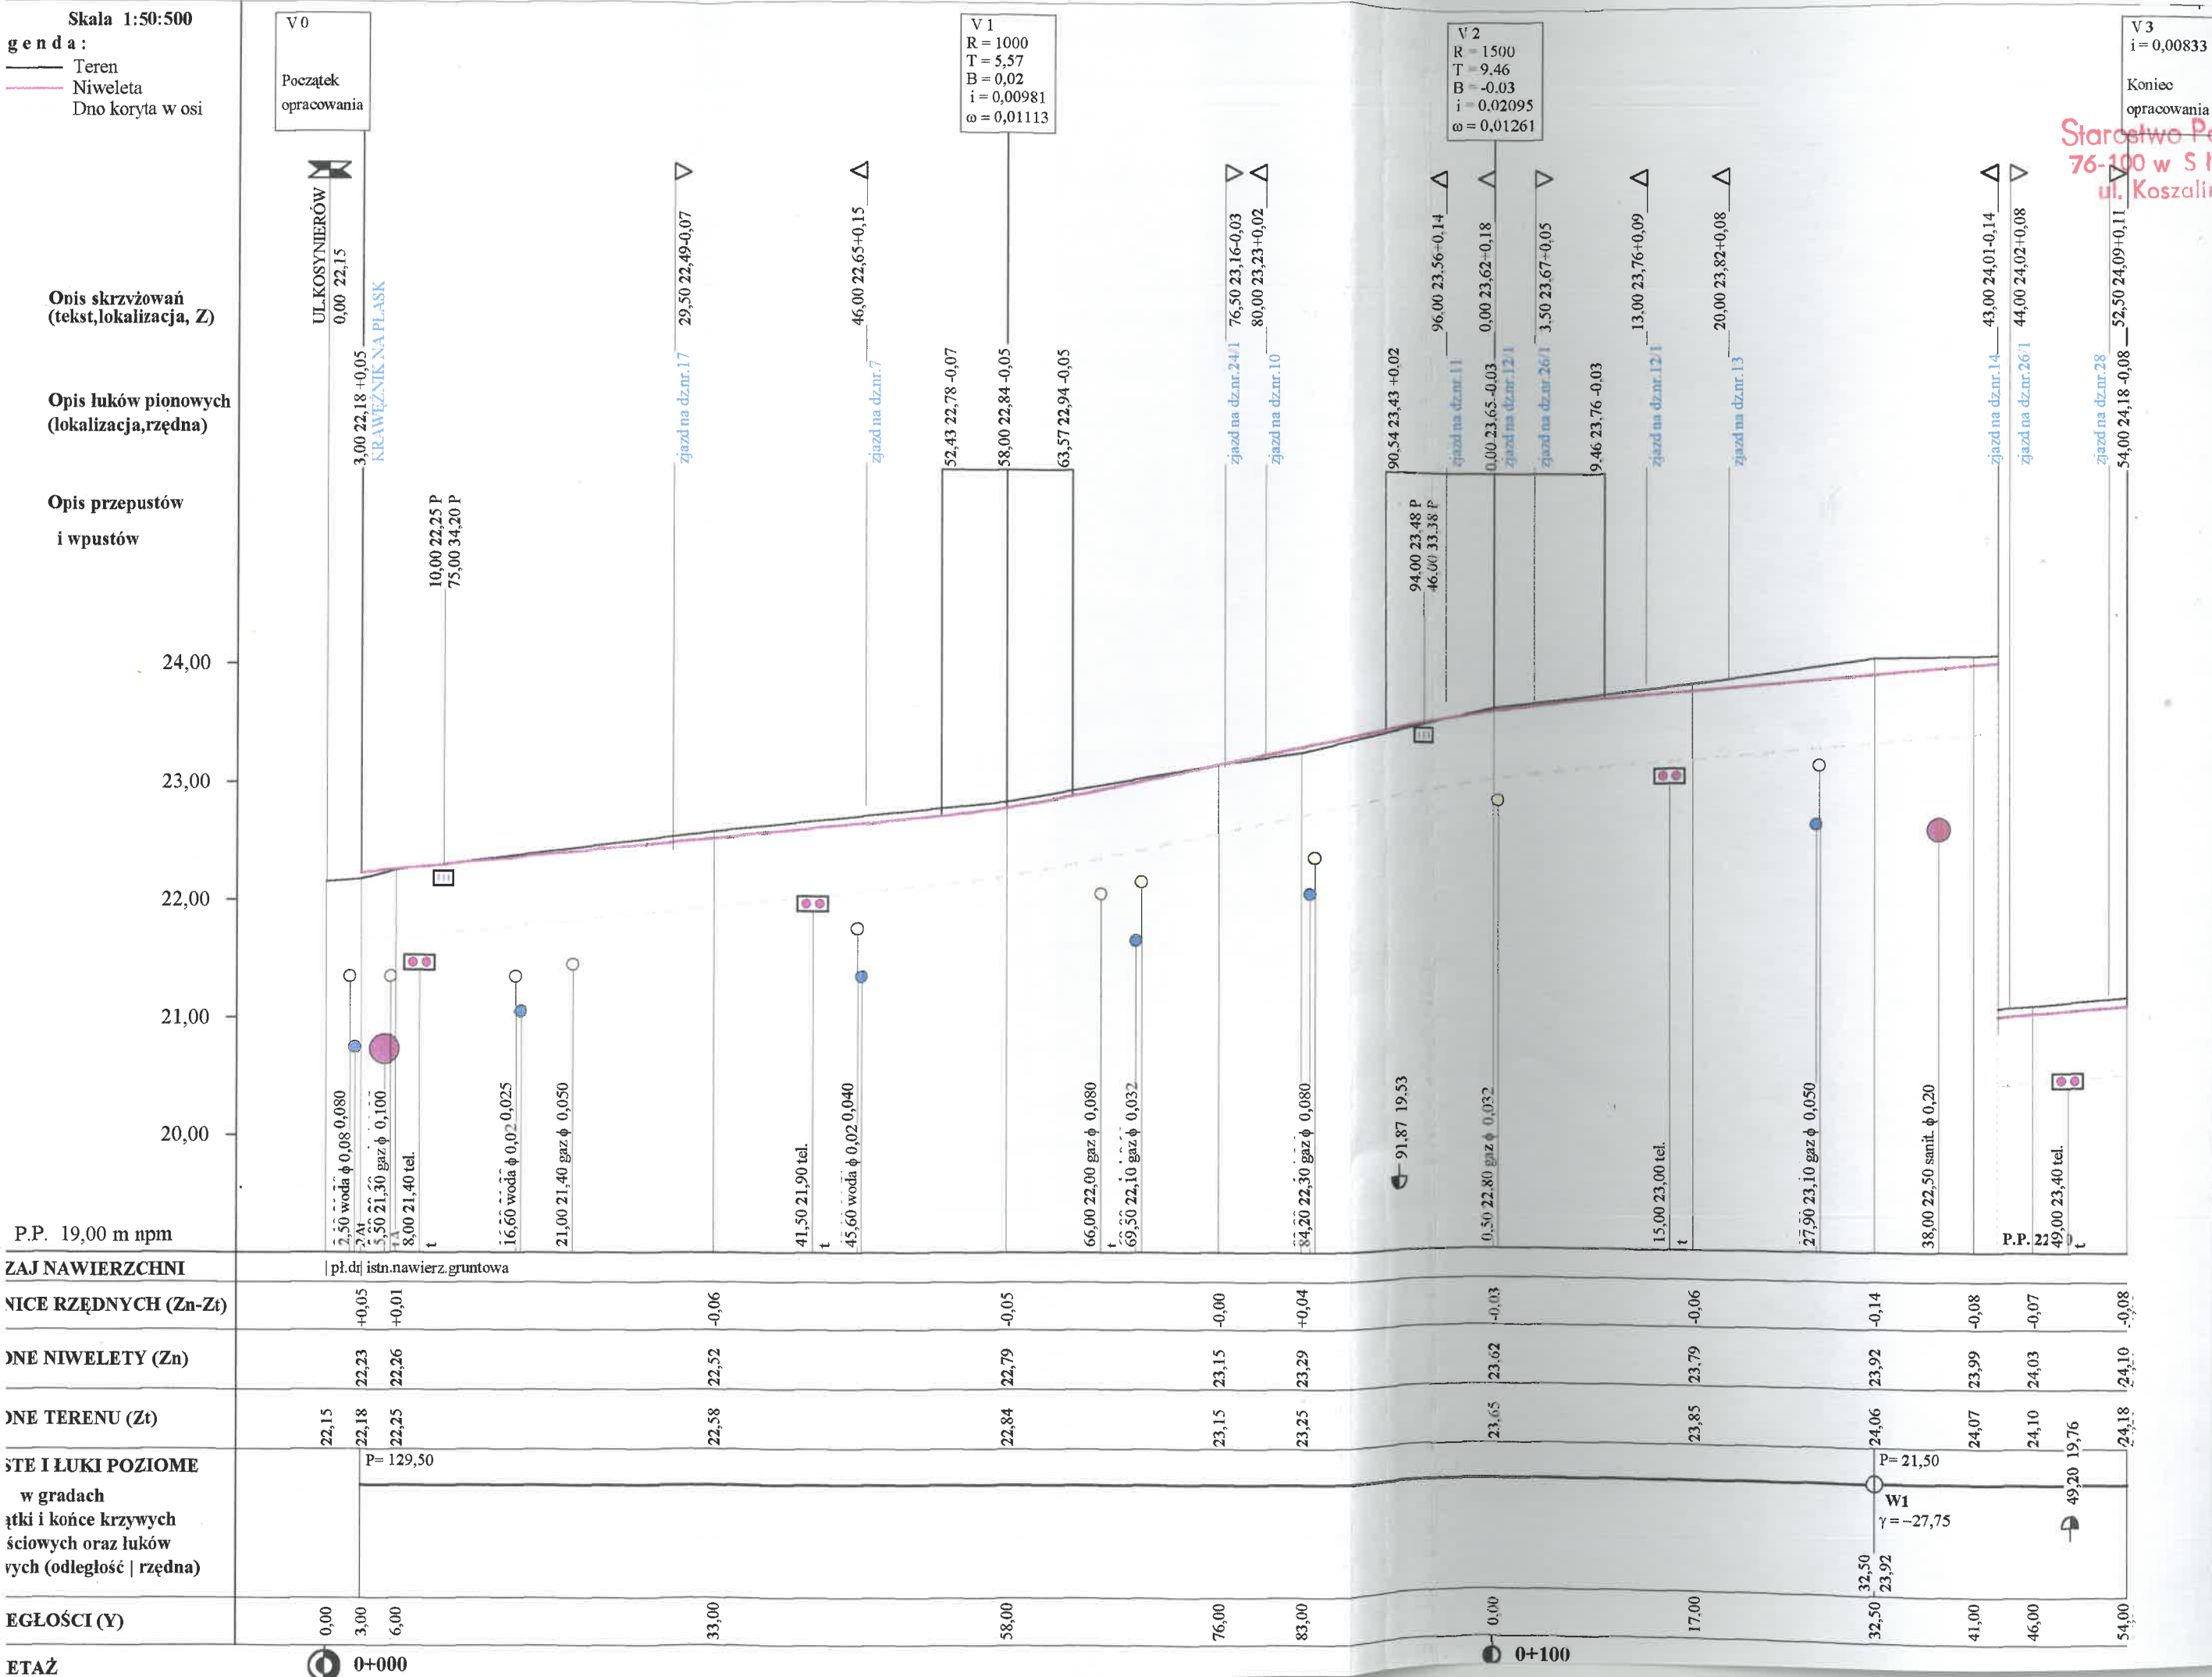 Skala 1:50:500
genda:
Teren
Niweleta
Dno koryta w osi
V 0
Początek
opracowania
V 1
R = 1000
T = 5,57
B = 0,02
i = 0,00981
ω = 0,01113
V 2
R = 1500
T = 9.46
B = -0.03
i = 0.02095
ω = 0,01261
V 3
i = 0,00833
Koniec
opracowania
Starostwo Po
76-100 w S
ul. Koszali
Opis skrzyżowań
(tekst,lokalizacja, Z)
UL.KOSYNIERÓW
0,00 22,15
KRAWĘŻNIK NA PŁASK
29,50 22,49-0,07
zjazd na dz.nr.17
46,00 22,65+0,15
zjazd na dz.nr.7
76,50 23,16-0,03
zjazd na dz.nr.24/1
80,00 23,23+0,02
zjazd na dz.nr.10
96,00 23,56+0,14
zjazd na dz.nr.11
0,00 23,62+0,18
zjazd na dz.nr.12/1
3,50 23,67+0,05
zjazd na dz.nr.26/1
13,00 23,76+0,09
zjazd na dz.nr.12/1
20,00 23,82+0,08
zjazd na dz.nr.13
43,00 24,01-0,14
zjazd na dz.nr.14
44,00 24,02+0,08
zjazd na dz.nr.26/1
52,50 24,09+0,11
zjazd na dz.nr.28
Opis łuków pionowych
(lokalizacja,rzędna)
3,00 22,18 +0,05
52,43 22,78 -0,07
58,00 22,84 -0,05
63,57 22,94 -0,05
90,54 23,43 +0,02
0,00 23,65 -0,03
9,46 23,76 -0,03
54,00 24,18 -0,08
Opis przepustów
i wpustów
10,00 22,25 P
75,00 34,20 P
94,00 23,48 P
46,00 33,38 P
24,00
23,00
22,00
21,00
20,00
2,50 woda ϕ 0,08 0,080
5,50 21,30 gaz ϕ 0,100
8,00 21,40 tel.
t
16,60 woda ϕ 0,02 0,025
21,00 21,40 gaz ϕ 0,050
41,50 21,90 tel.
t
45,60 woda ϕ 0,02 0,040
66,00 22,00 gaz ϕ 0,080
t
69,50 22,10 gaz ϕ 0,032
84,20 22,30 gaz ϕ 0,080
91,87 19,53
0,50 22,80 gaz ϕ 0,032
15,00 23,00 tel.
t
27,90 23,10 gaz ϕ 0,050
38,00 22,50 sanit. ϕ 0,20
49,00 23,40 tel.
t
P.P. 19,00 m npm
P.P. 22
ZAJ NAWIERZCHNI
pł.dr istn.nawierz.gruntowa
NICE RZĘDNYCH (Zn-Zt)
+0,05 +0,01 -0,06 -0,05 -0,00 +0,04 -0,03 -0,06 -0,14 -0,08 -0,07 -0,08
NE NIWELETY (Zn)
22,23 22,26 22,52 22,79 23,15 23,29 23,62 23,79 23,92 23,99 24,03 24,10
NE TERENU (Zt)
22,15 22,18 22,25 22,58 22,84 23,15 23,25 23,65 23,85 24,06 24,07 24,10 24,18
STE I ŁUKI POZIOME
w gradach
ątki i końce krzywych
ściowych oraz łuków
wych (odległość | rzędna)
P= 129,50
P= 21,50
W1
γ = -27,75
32,50
23,92
49,20 19,76
EGŁOŚCI (Y)
0,00 3,00 6,00 33,00 58,00 76,00 83,00 0,00 17,00 32,50 41,00 46,00 54,00
ETAŻ
0+000
0+100